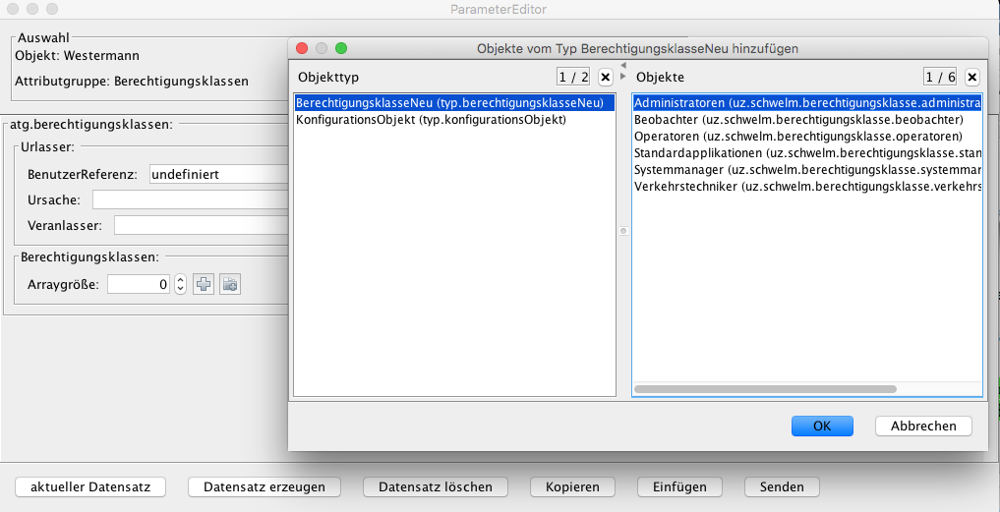 ParameterEditor
Auswahl
Objekt: Westermann
Attributgruppe: Berechtigungsklassen
atg.berechtigungsklassen:
Urlasser:
BenutzerReferenz: undefiniert
Ursache:
Veranlasser:
Berechtigungsklassen:
Arraygröße: 0
Objekte vom Typ BerechtigungsklasseNeu hinzufügen
Objekttyp 1 / 2
BerechtigungsklasseNeu (typ.berechtigungsklasseNeu)
KonfigurationsObjekt (typ.konfigurationsObjekt)
Objekte 1 / 6
Administratoren (uz.schwelm.berechtigungsklasse.administra
Beobachter (uz.schwelm.berechtigungsklasse.beobachter)
Operatoren (uz.schwelm.berechtigungsklasse.operatoren)
Standardapplikationen (uz.schwelm.berechtigungsklasse.stan
Systemmanager (uz.schwelm.berechtigungsklasse.systemmar
Verkehrstechniker (uz.schwelm.berechtigungsklasse.verkehrs
OK Abbrechen
aktueller Datensatz Datensatz erzeugen Datensatz löschen Kopieren Einfügen Senden